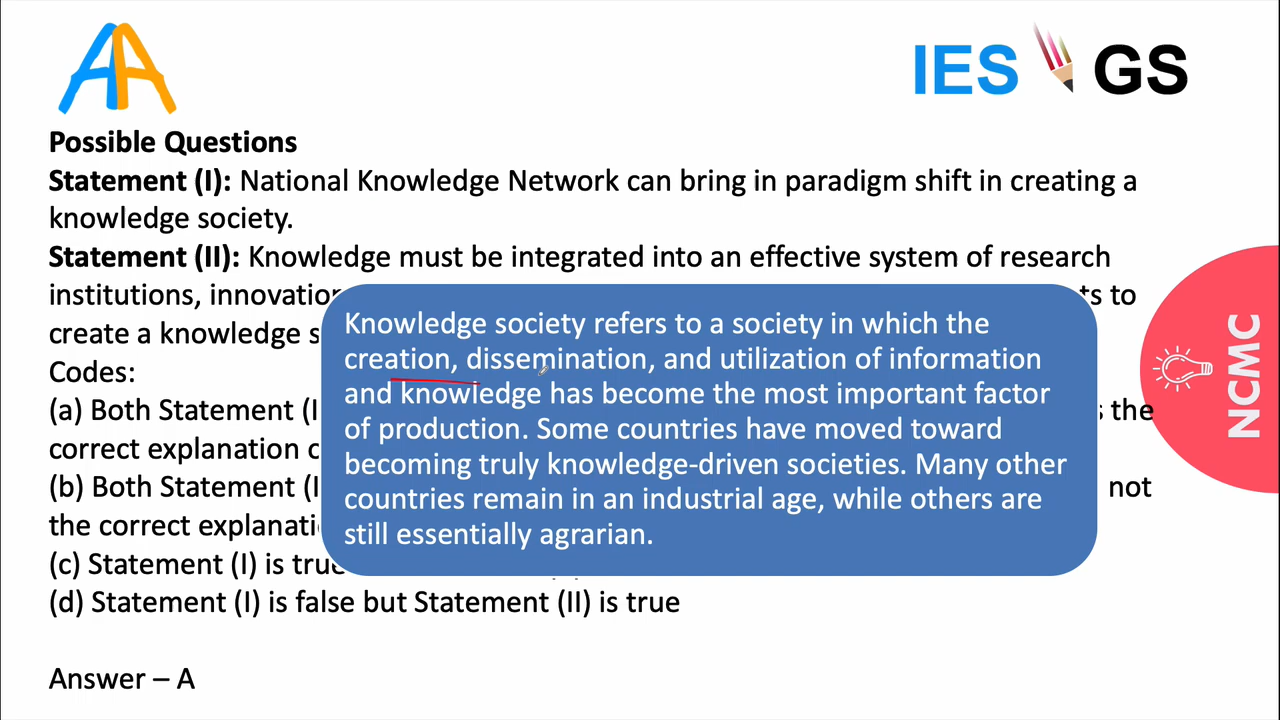 IES GS
Possible Questions
Statement (I): National Knowledge Network can bring in paradigm shift in creating a
knowledge society.
Statement (II): Knowledge must be integrated into an effective system of research
institutions, ts to
create a knowledge
Codes:
(a) Both Statement the
correct explanation
(b) Both Statement not
the correct
(c) Statement (I) is true
(d) Statement (I) is false but Statement (II) is true
Answer – A
Knowledge society refers to a society in which the
creation, dissemination, and utilization of information
and knowledge has become the most important factor
of production. Some countries have moved toward
becoming truly knowledge-driven societies. Many other
countries remain in an industrial age, while others are
still essentially agrarian.
NCMC